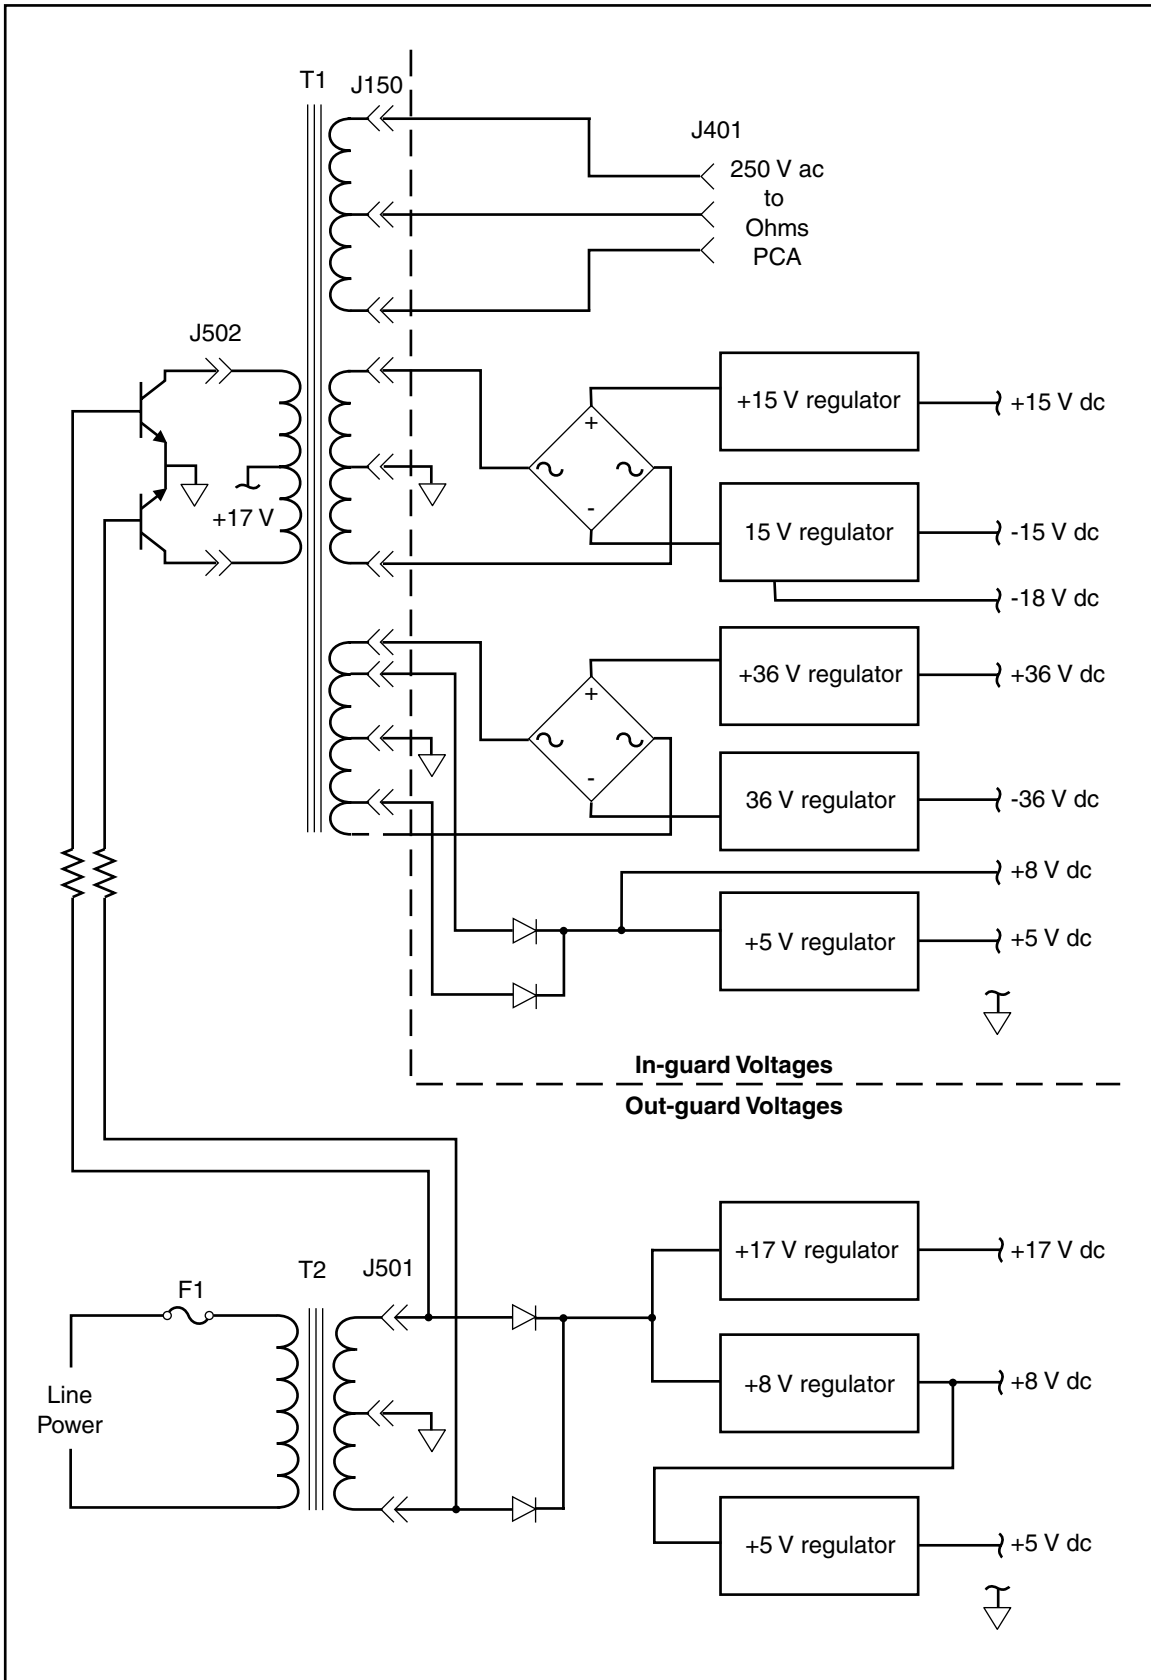 T1
J150
J401
250 V ac
to
Ohms
PCA
J502
+17 V
+
-
+15 V regulator
+15 V dc
15 V regulator
-15 V dc
-18 V dc
+
-
+36 V regulator
+36 V dc
36 V regulator
-36 V dc
+8 V dc
+5 V regulator
+5 V dc
In-guard Voltages
Out-guard Voltages
F1
T2
J501
Line
Power
+17 V regulator
+17 V dc
+8 V regulator
+8 V dc
+5 V regulator
+5 V dc